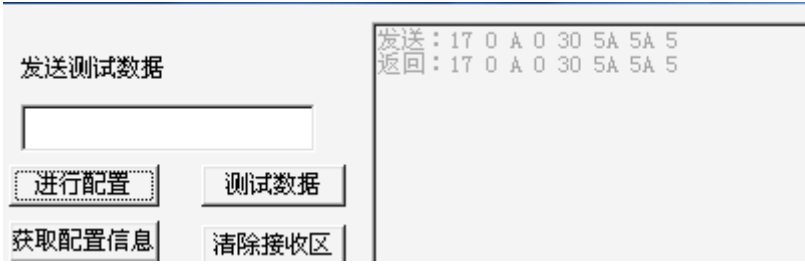 发送：17 0 A 0 30 5A 5A 5
返回：17 0 A 0 30 5A 5A 5
发送测试数据
进行配置
测试数据
获取配置信息
清除接收区